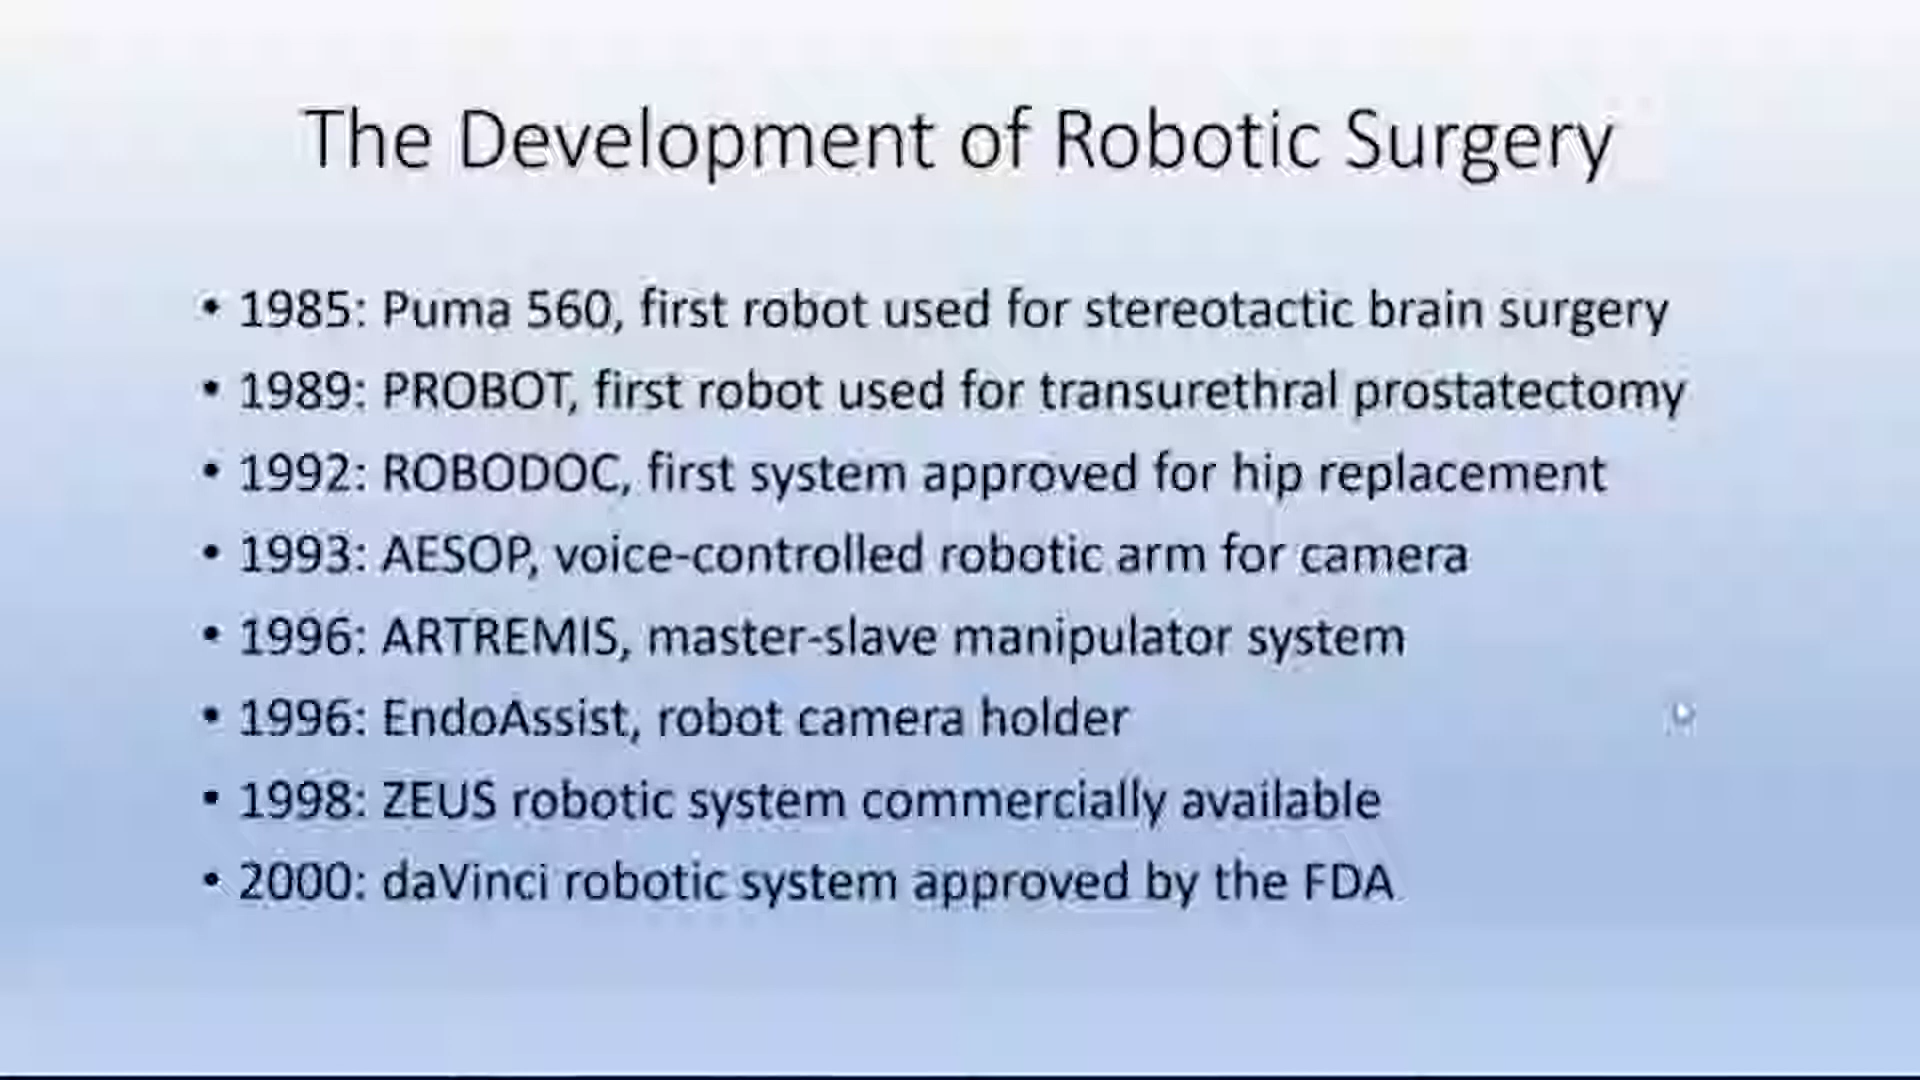 The Development of Robotic Surgery
• 1985: Puma 560, first robot used for stereotactic brain surgery
• 1989: PROBOT, first robot used for transurethral prostatectomy
• 1992: ROBODOC, first system approved for hip replacement
• 1993: AESOP, voice-controlled robotic arm for camera
• 1996: ARTREMIS, master-slave manipulator system
• 1996: EndoAssist, robot camera holder
• 1998: ZEUS robotic system commercially available
• 2000: daVinci robotic system approved by the FDA